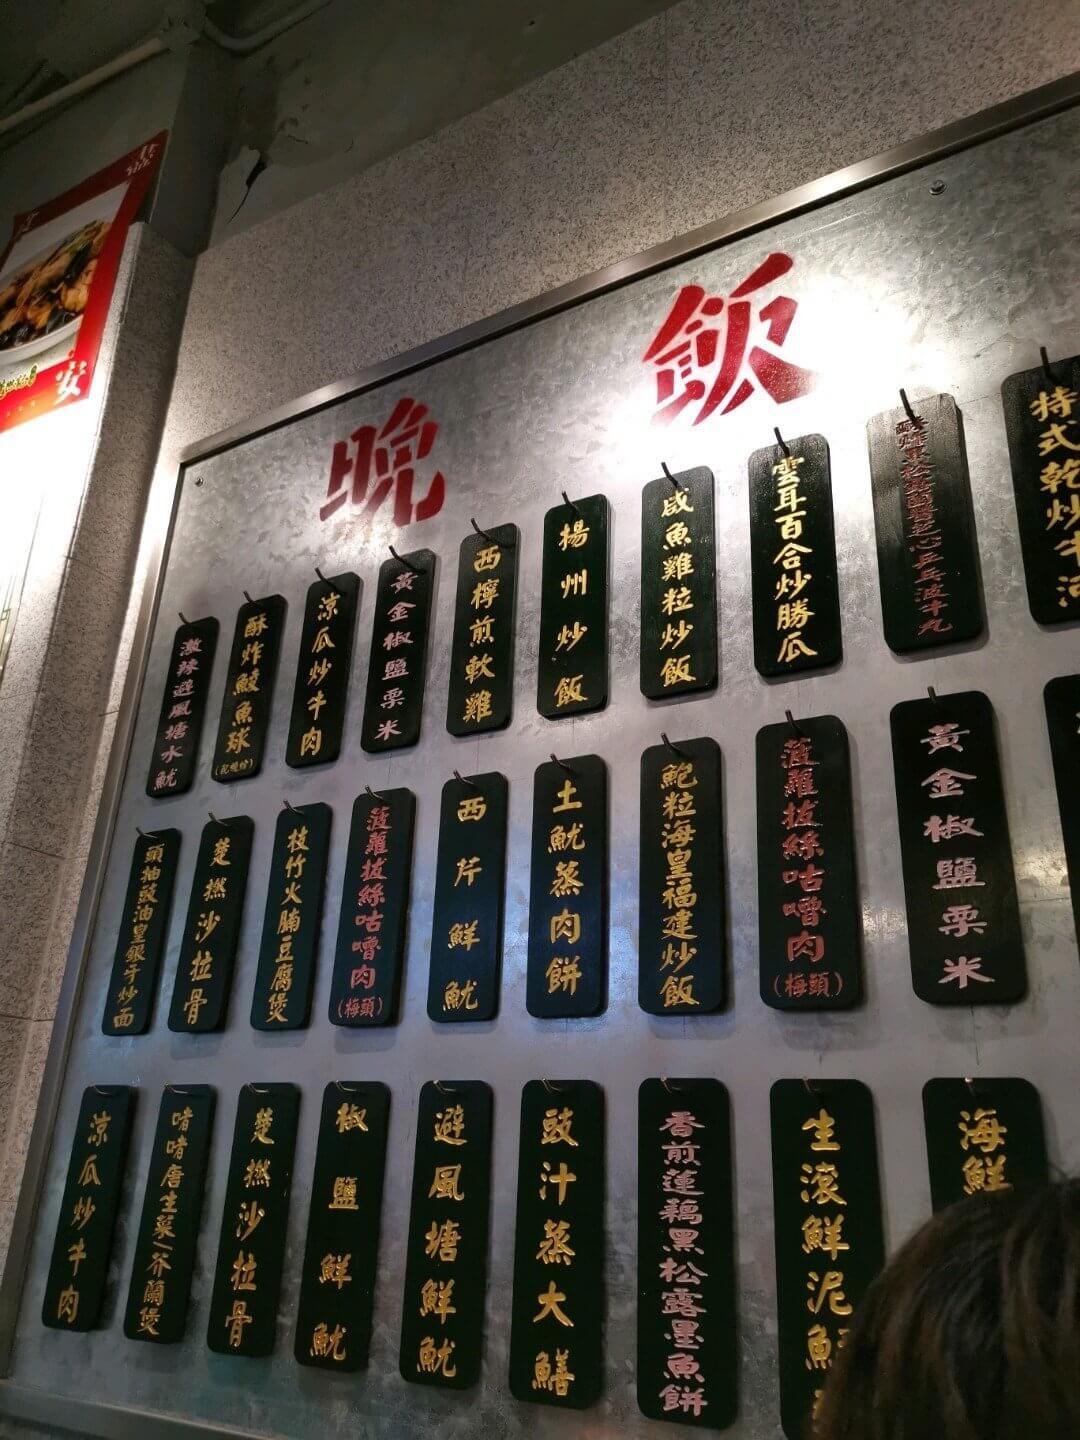 晚飯
激辣避風塘水魷
酥炸鯪魚球
涼瓜炒牛肉
黃金椒鹽粟米
西檸煎軟雞
揚州炒飯
咸魚雞粒炒飯
雲耳百合炒勝瓜
特式乾炒牛河
頭抽豉油皇銀牙炒面
楚撚沙拉骨
枝竹火腩豆腐煲
菠蘿拔絲咕嚕肉
(梅頭)
西芹鮮魷
土魷蒸肉餅
鮑粒海皇福建炒飯
菠蘿拔絲咕嚕肉
(梅頭)
黃金椒鹽粟米
涼瓜炒牛肉
啫啫唐生菜/芥蘭煲
楚撚沙拉骨
椒鹽鮮魷
避風塘鮮魷
豉汁蒸大鱔
香煎蓮藕黑松露墨魚餅
生滾鮮泥
海鮮
安